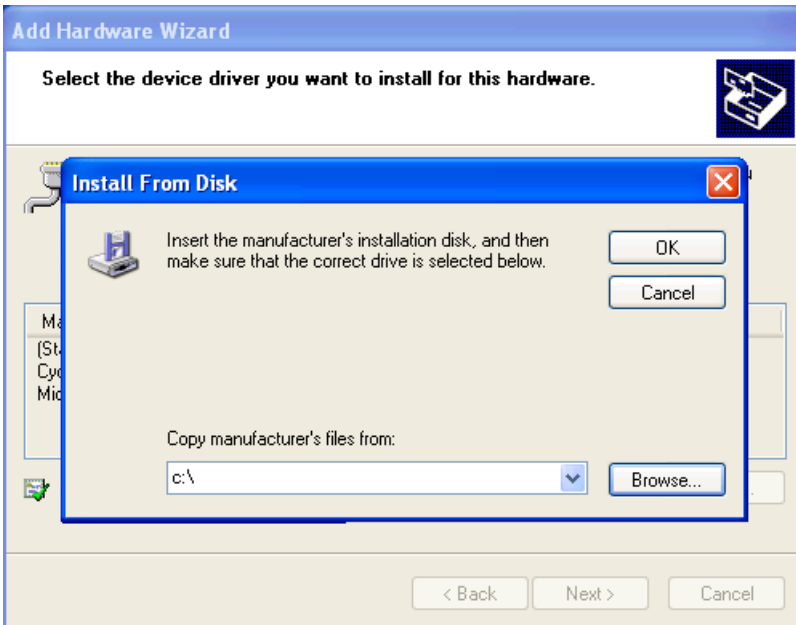 Add Hardware Wizard
Select the device driver you want to install for this hardware.
Install From Disk
Insert the manufacturer's installation disk, and then
make sure that the correct drive is selected below.
OK
Cancel
Copy manufacturer's files from:
c:\
Browse...
< Back
Next >
Cancel